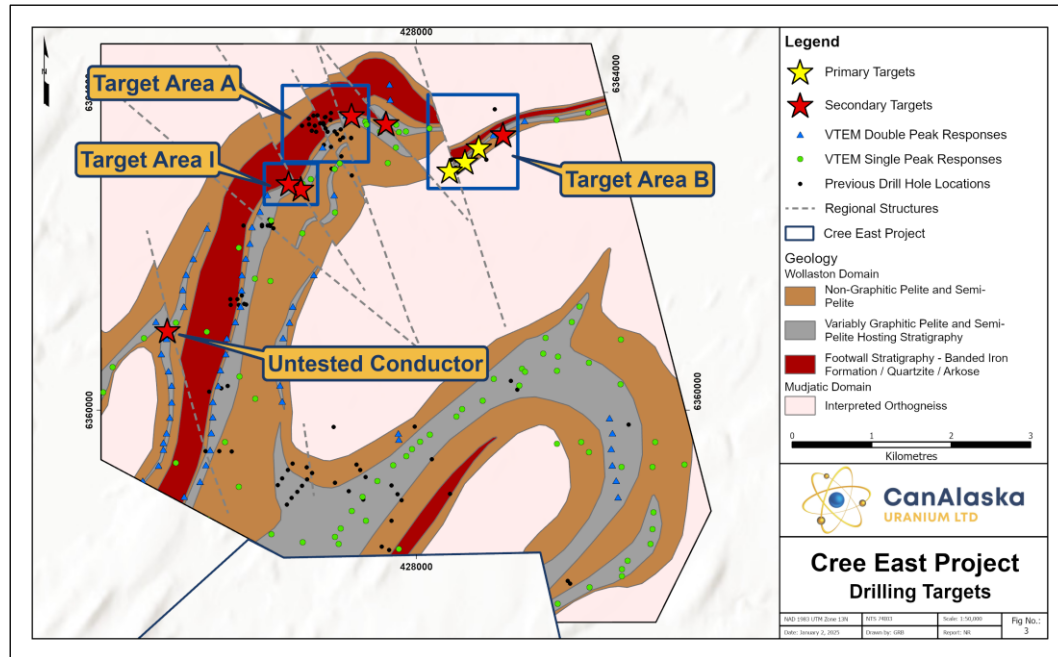 428000
6364000
Target Area A
Target Area I
Target Area B
Untested Conductor
6360000
6360000
428000
N
Legend
Primary Targets
Secondary Targets
VTEM Double Peak Responses
VTEM Single Peak Responses
Previous Drill Hole Locations
Regional Structures
Cree East Project
Geology
Wollaston Domain
Non-Graphitic Pelite and Semi-
Pelite
Variably Graphitic Pelite and Semi-
Pelite Hosting Stratigraphy
Footwall Stratigraphy - Banded Iron
Formation / Quartzite / Arkose
Mudjatic Domain
Interpreted Orthogneiss
0 1 2 3
Kilometres
CanAlaska
URANIUM LTD
Cree East Project
Drilling Targets
NAD 1983 UTM Zone 13N
Scale: 1:50,000
Fig No.:
3
Date: January 2, 2025
Drawn by: GRB
Report: NR